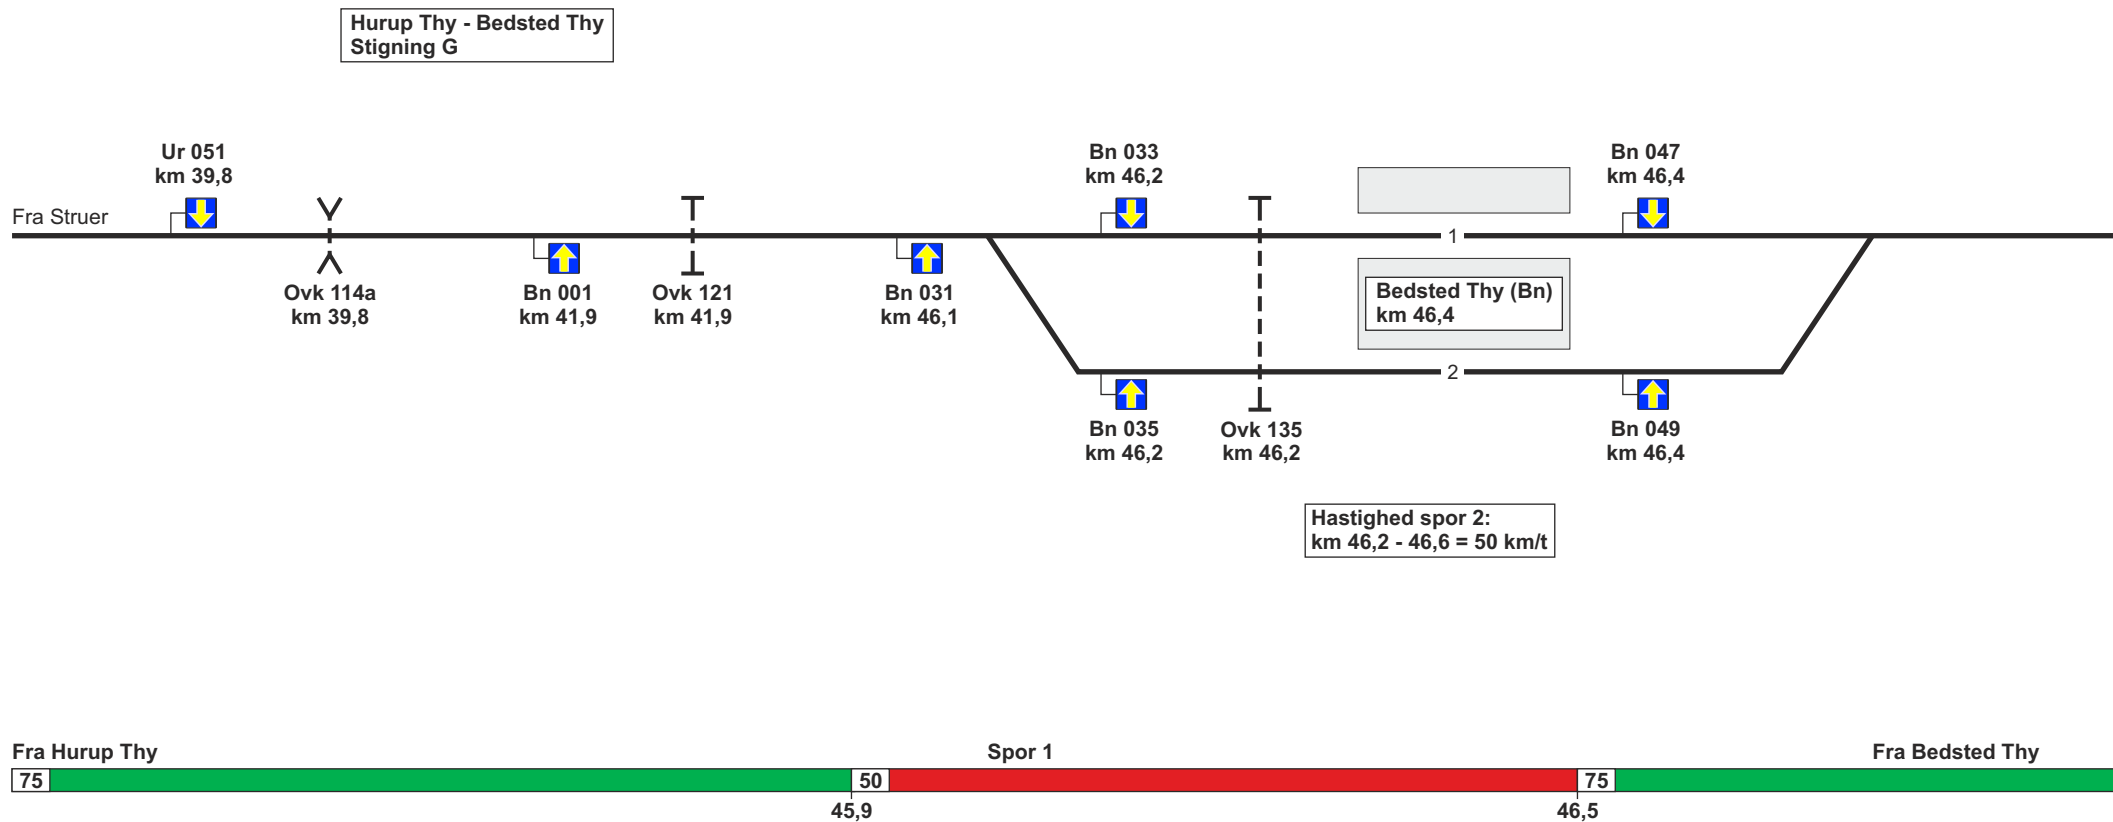 Hurup Thy - Bedsted Thy
Stigning G
Ur 051
km 39,8
Bn 033
km 46,2
Bn 047
km 46,4
Fra Struer
1
Ovk 114a
km 39,8
Bn 001
km 41,9
Ovk 121
km 41,9
Bn 031
km 46,1
Bedsted Thy (Bn)
km 46,4
2
Bn 035
km 46,2
Ovk 135
km 46,2
Bn 049
km 46,4
Hastighed spor 2:
km 46,2 - 46,6 = 50 km/t
Fra Hurup Thy
Spor 1
Fra Bedsted Thy
75
50
75
45,9
46,5